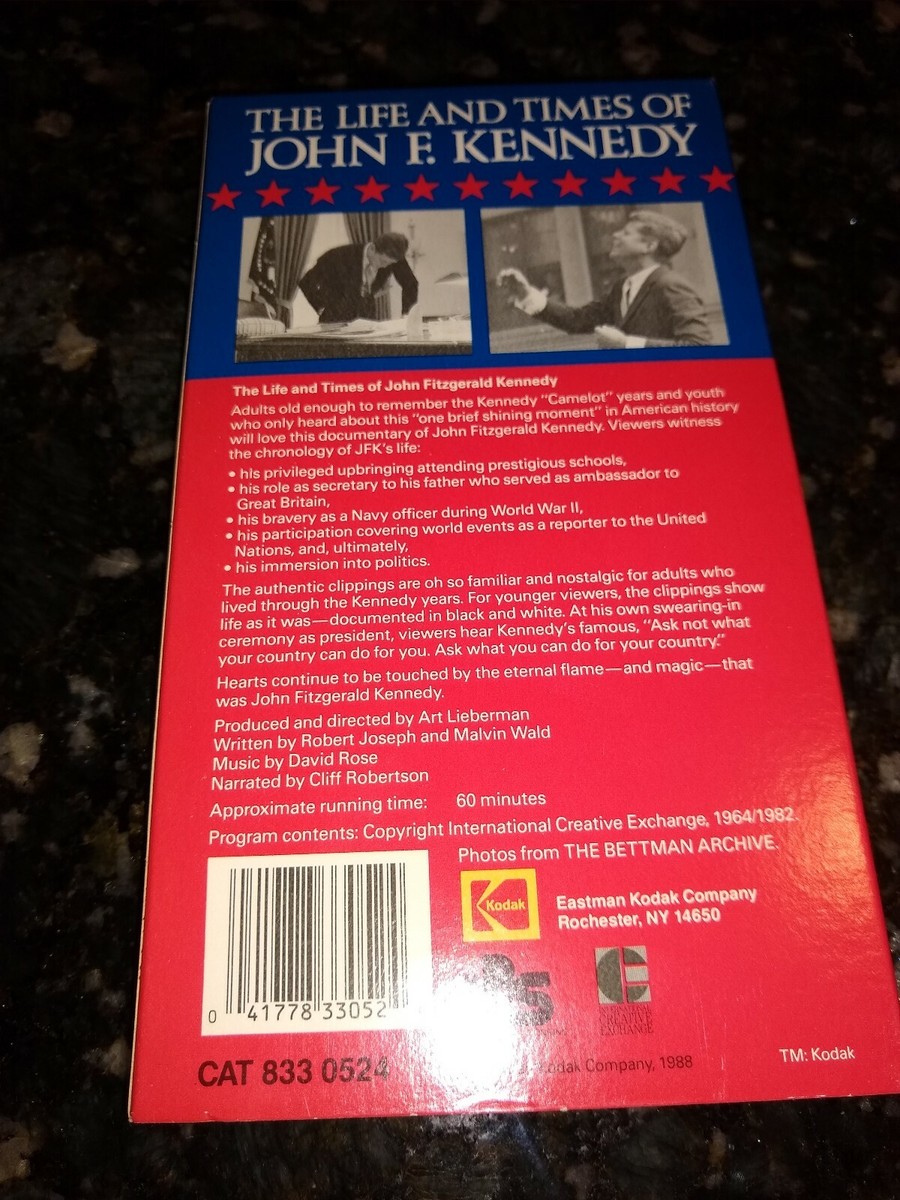 THE LIFE AND TIMES OF
JOHN F. KENNEDY
The Life and Times of John Fitzgerald Kennedy
Adults old enough to remember the Kennedy "Camelot" years and youth
who only heard about this "one brief shining moment" in American history
will love this documentary of John Fitzgerald Kennedy. Viewers witness
the chronology of JFK's life:
• his privileged upbringing attending prestigious schools,
• his role as secretary to his father who served as ambassador to
Great Britain,
• his bravery as a Navy officer during World War II,
• his participation covering world events as a reporter to the United
Nations, and, ultimately,
• his immersion into politics.
The authentic clippings are oh so familiar and nostalgic for adults who
lived through the Kennedy years. For younger viewers, the clippings show
life as it was—documented in black and white. At his own swearing-in
ceremony as president, viewers hear Kennedy's famous, "Ask not what
your country can do for you. Ask what you can do for your country."
Hearts continue to be touched by the eternal flame—and magic—that
was John Fitzgerald Kennedy.
Produced and directed by Art Lieberman
Written by Robert Joseph and Malvin Wald
Music by David Rose
Narrated by Cliff Robertson
Approximate running time: 60 minutes
Program contents: Copyright International Creative Exchange, 1964/1982.
Photos from THE BETTMAN ARCHIVE.
Kodak
Eastman Kodak Company
Rochester, NY 14650
0 41778 33052
EXCHANGE
CAT 833 0524
Company, 1988
TM: Kodak